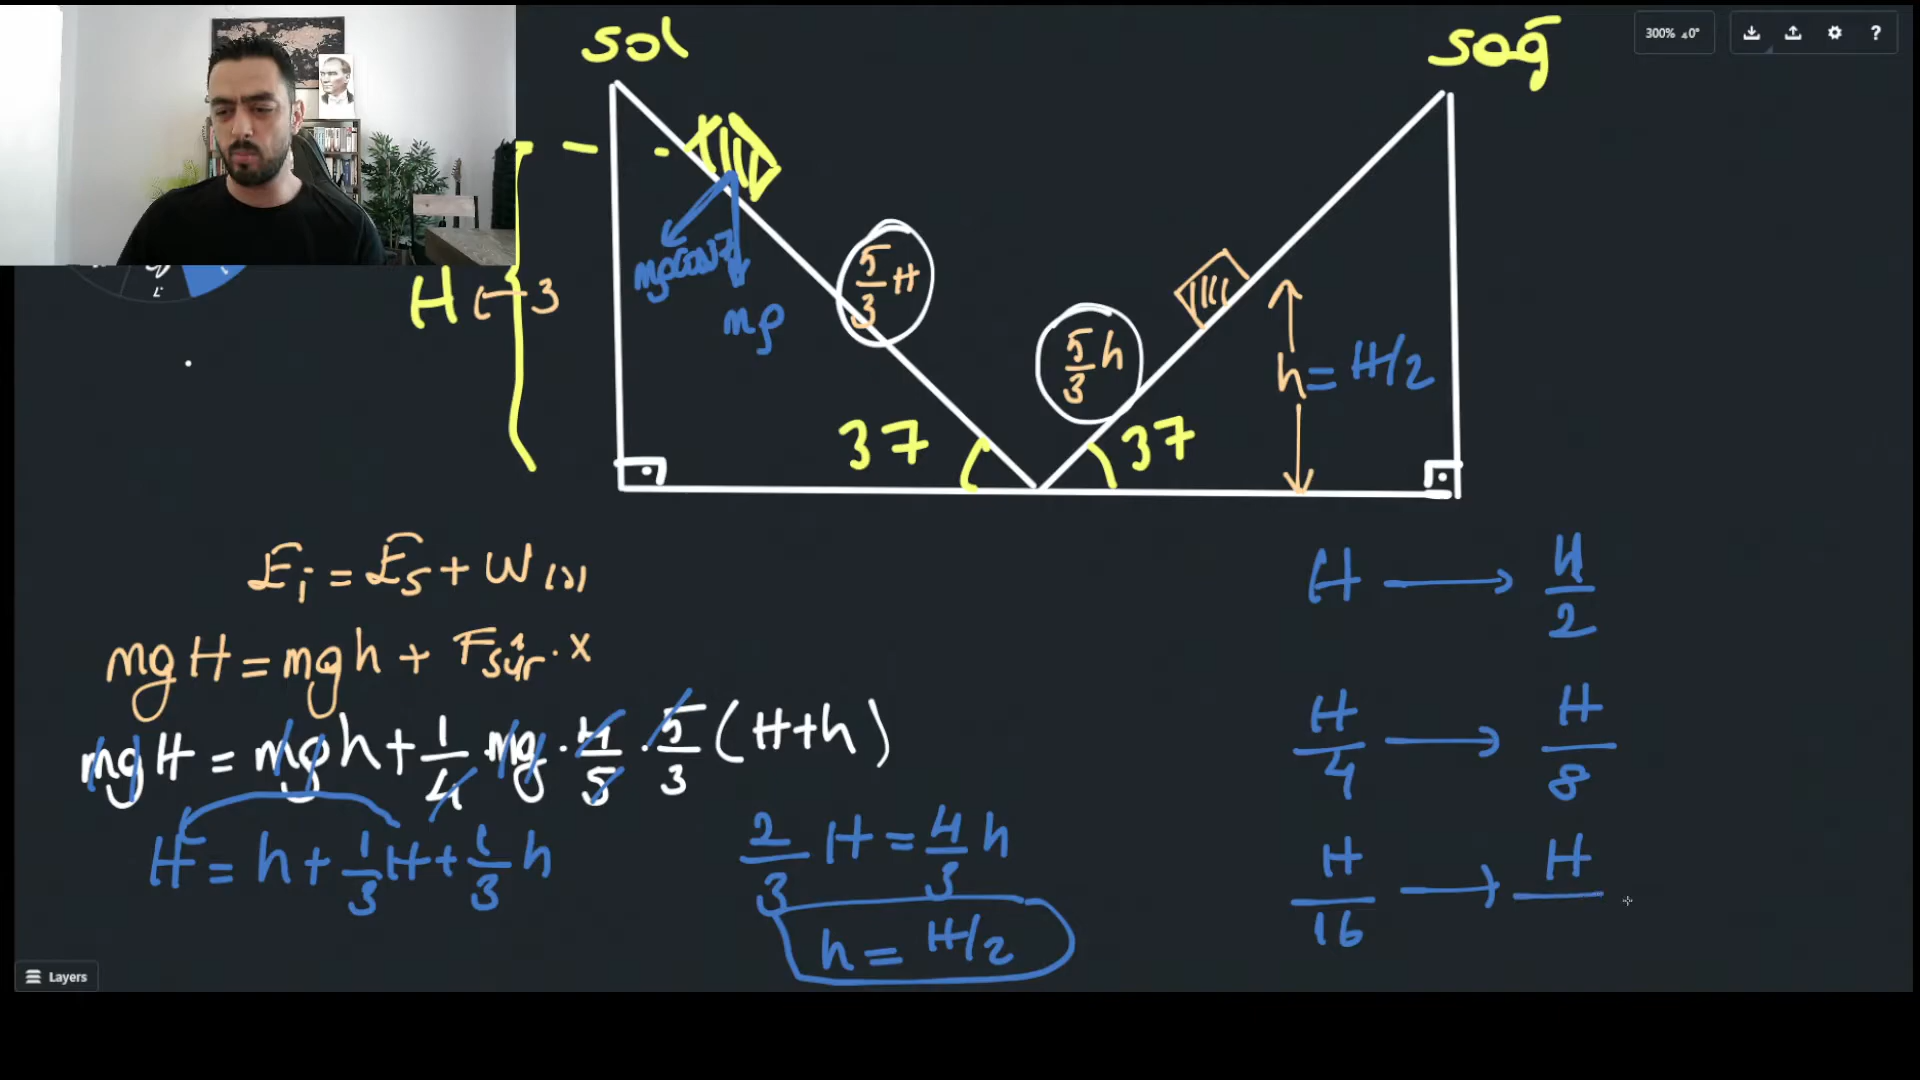 sol
sağ
300% ⊿0°
?
H
3
mgcos37
mg
5/3 H
5/3 h
h = H/2
37
37
Eᵢ = Eₛ + W(ısı)
mgH = mgh + Fsür · x
mgH = mgh + 1/4 mg · 4/5 · 5/3 (H+h)
H = h + 1/3 H + 1/3 h
2/3 H = 4/3 h
h = H/2
H → H/2
H/4 → H/8
H/16 → H/
Layers